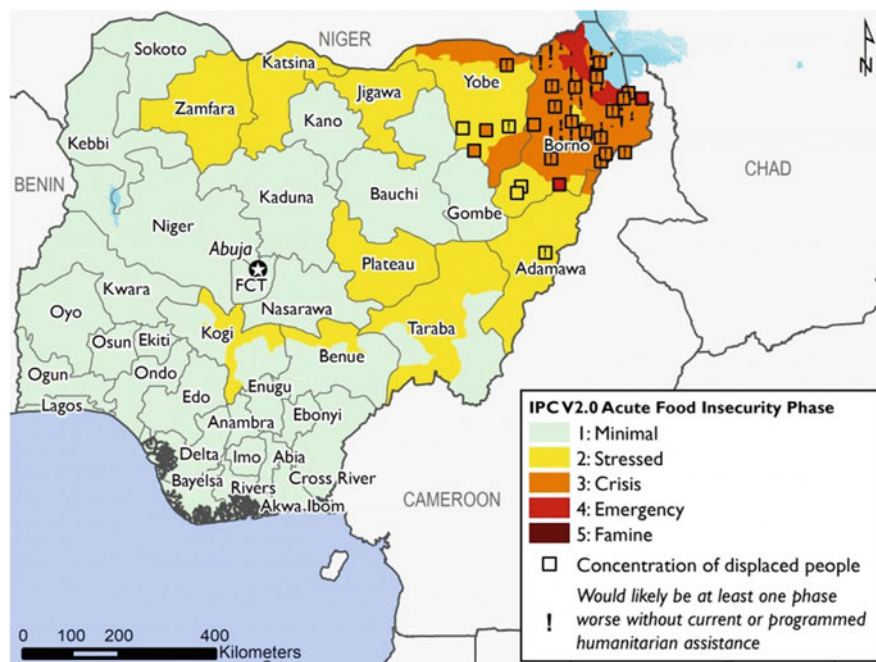 NIGER
Sokoto
Katsina
Zamfara
Jigawa
Yobe
Kano
Borno
Kebbi
CHAD
BENIN
Kaduna
Bauchi
Gombe
Niger
Abuja
FCT
Plateau
Adamawa
Kwara
Nasarawa
Oyo
Kogi
Taraba
Osun
Ekiti
Benue
Ogun
Ondo
Enugu
Lagos
Edo
Anambra
Ebonyi
Delta
Imo
Abia
Bayelsa
Rivers
Cross River
Akwa Ibom
CAMEROON
N
IPC V2.0 Acute Food Insecurity Phase
1: Minimal
2: Stressed
3: Crisis
4: Emergency
5: Famine
Concentration of displaced people
! Would likely be at least one phase
worse without current or programmed
humanitarian assistance
0 100 200 400
Kilometers